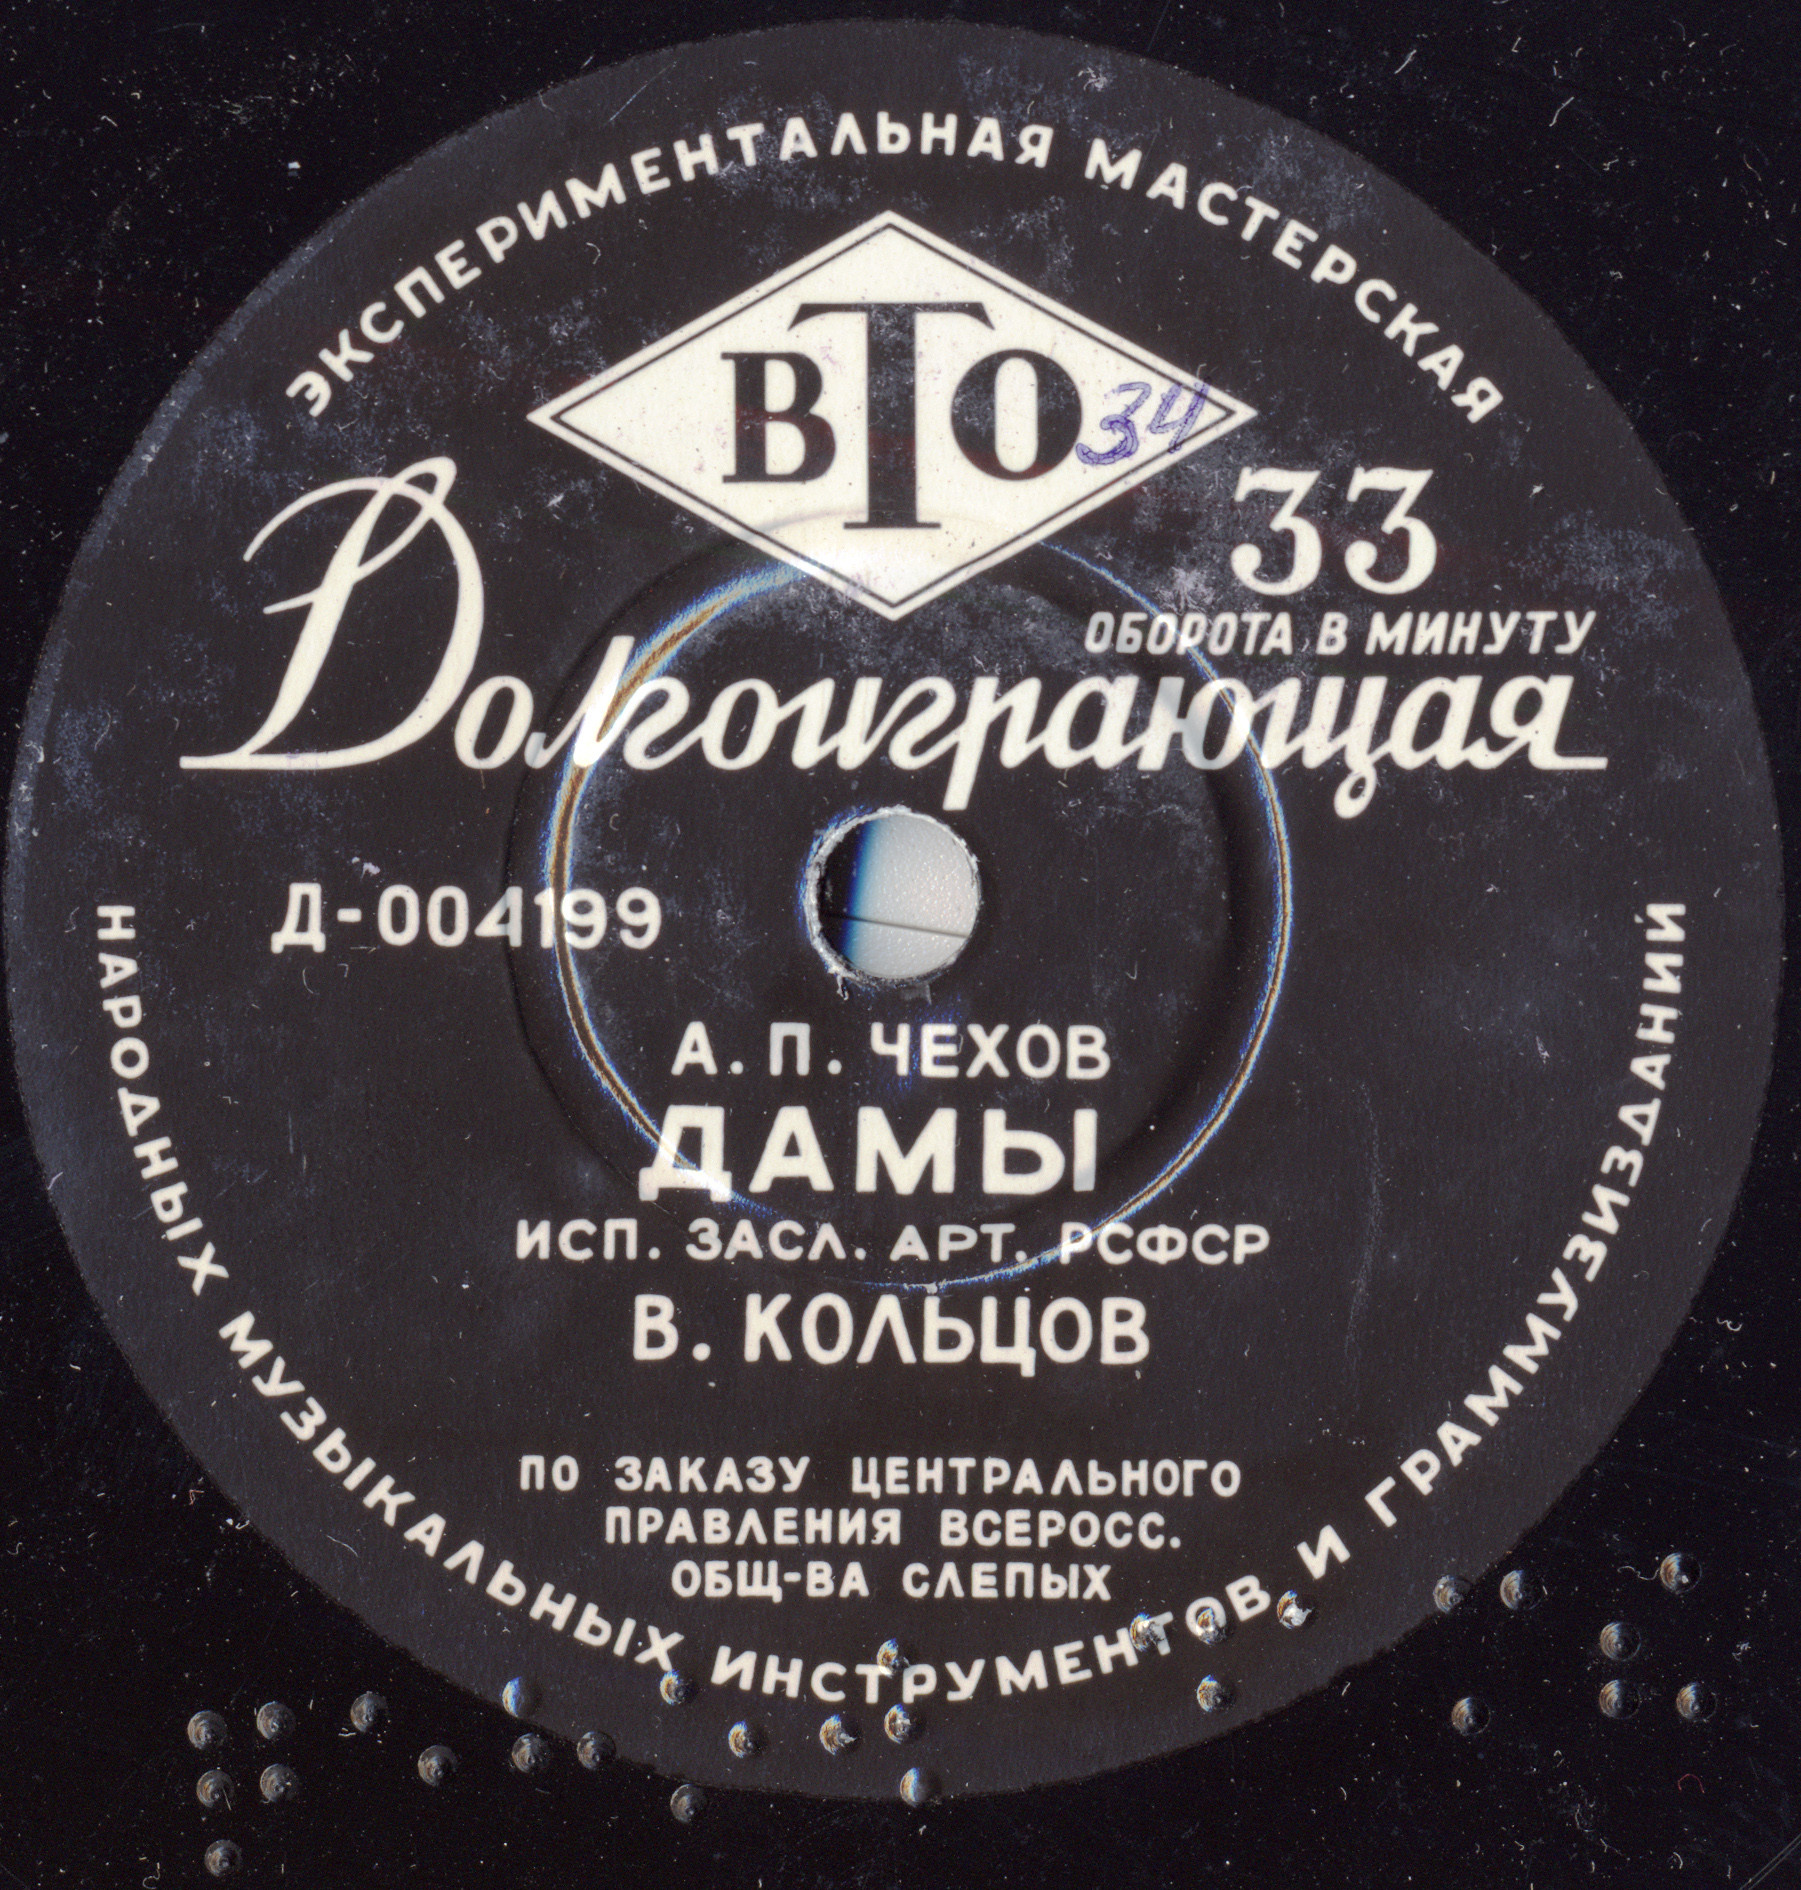 ЭКСПЕРИМЕНТАЛЬНАЯ МАСТЕРСКАЯ
ВТО
34
33
ОБОРОТА В МИНУТУ
Долгоиграющая
Д-004199
А. П. ЧЕХОВ
ДАМЫ
ИСП. ЗАСЛ. АРТ. РСФСР
В. КОЛЬЦОВ
ПО ЗАКАЗУ ЦЕНТРАЛЬНОГО
ПРАВЛЕНИЯ ВСЕРОСС.
ОБЩ-ВА СЛЕПЫХ
НАРОДНЫХ МУЗЫКАЛЬНЫХ ИНСТРУМЕНТОВ И ГРАММУЗИЗДАНИЙ